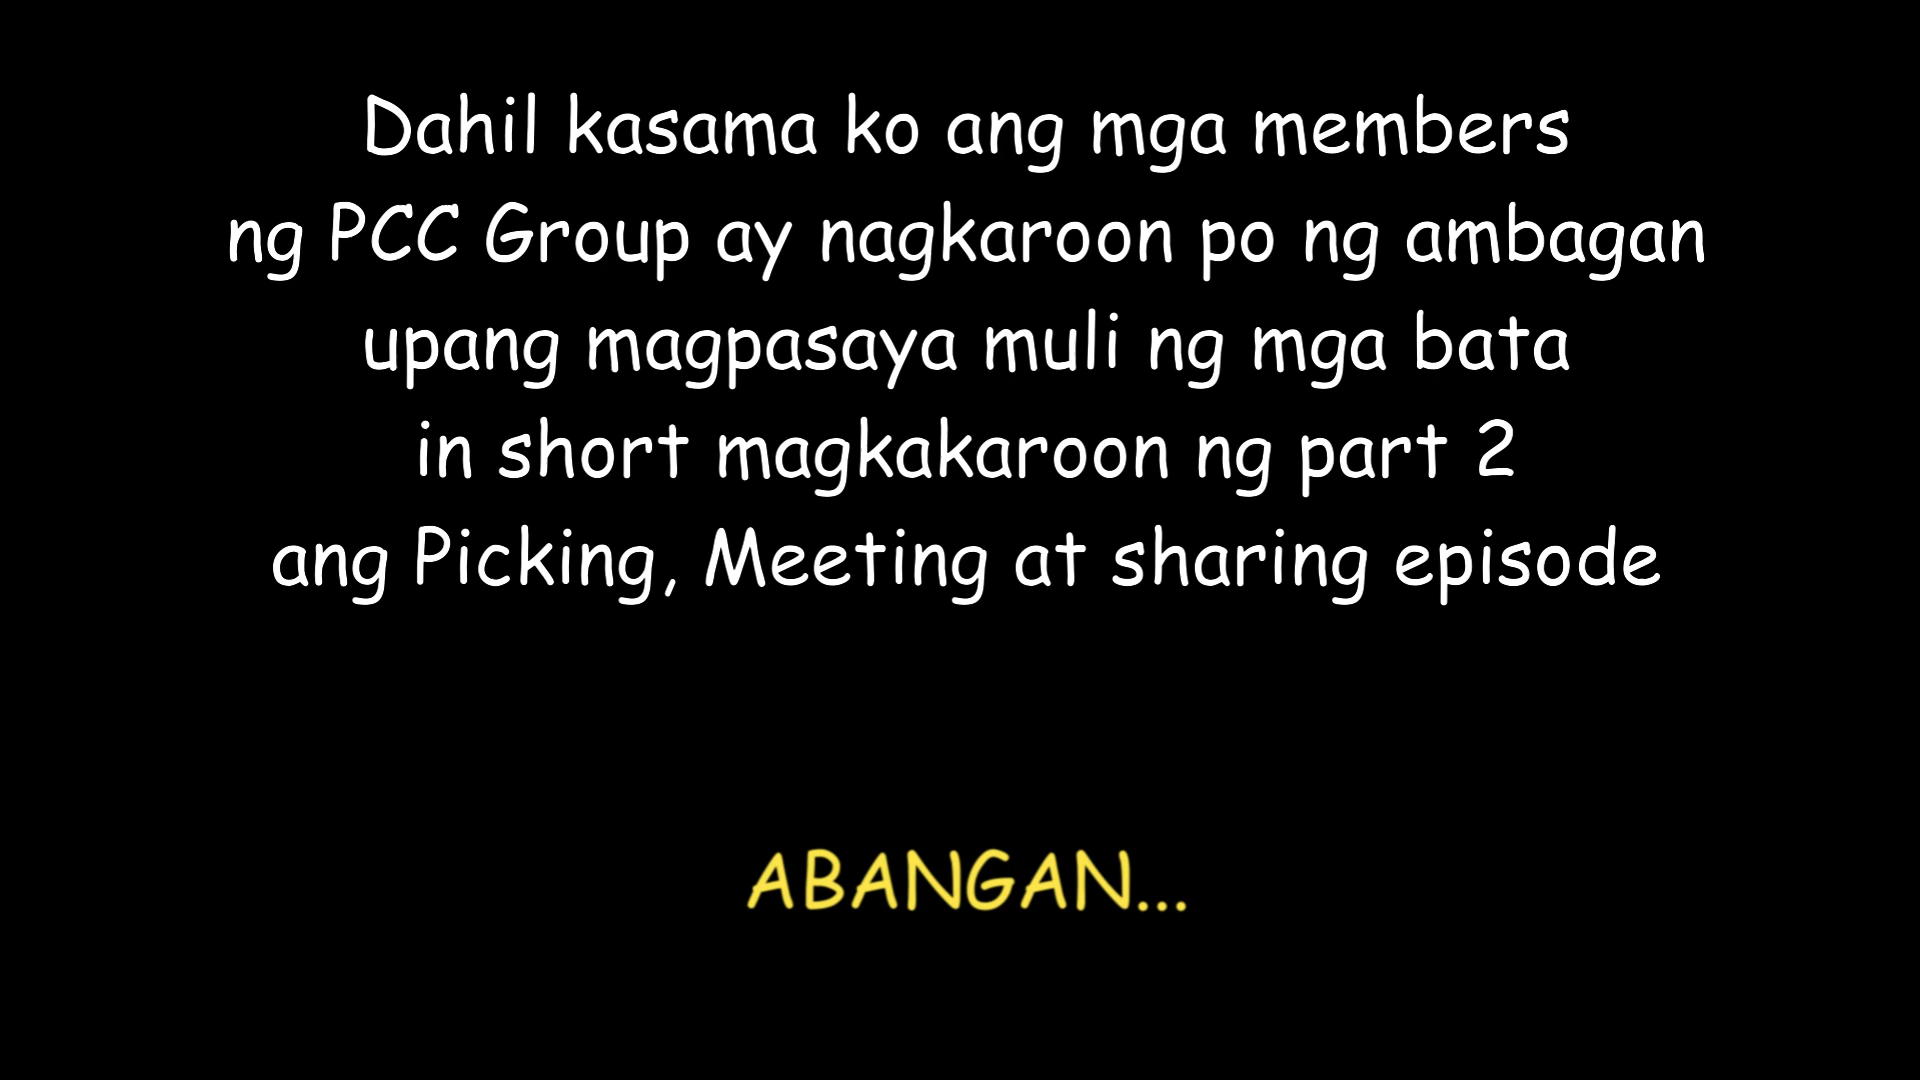 Dahil kasama ko ang mga members
ng PCC Group ay nagkaroon po ng ambagan
upang magpasaya muli ng mga bata
in short magkakaroon ng part 2
ang Picking, Meeting at sharing episode
ABANGAN...